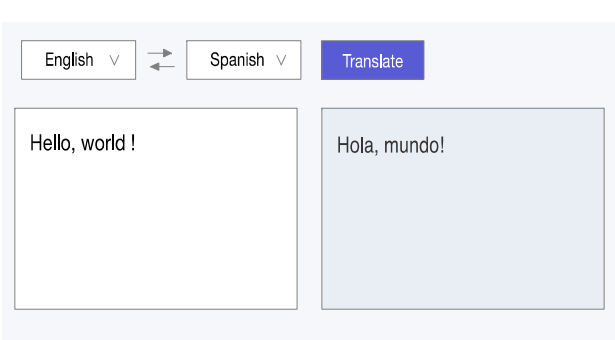 English
Spanish
Translate
Hello, world !
Hola, mundo!